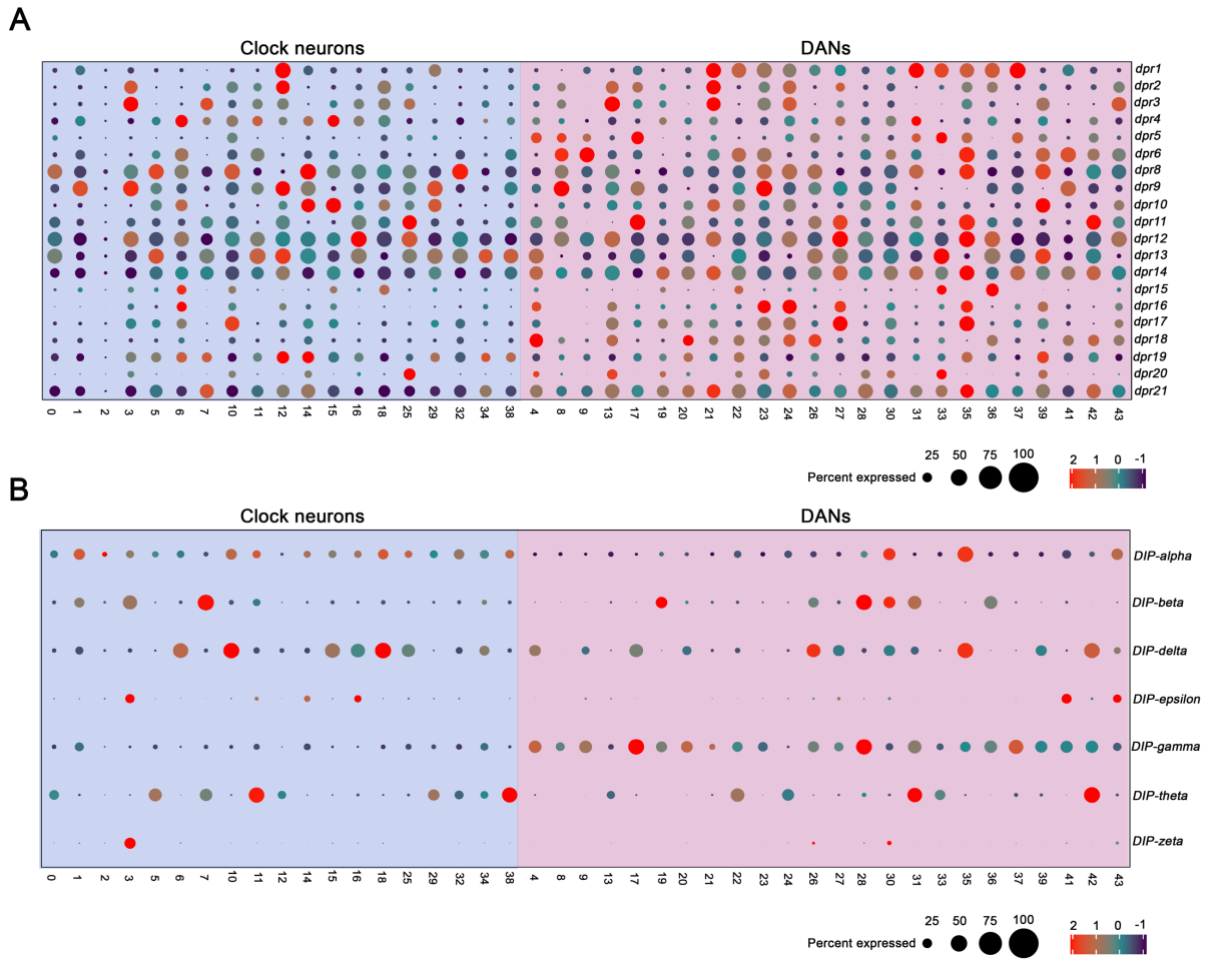 A
Clock neurons DANs
dpr1
dpr2
dpr3
dpr4
dpr5
dpr6
dpr8
dpr9
dpr10
dpr11
dpr12
dpr13
dpr14
dpr15
dpr16
dpr17
dpr18
dpr19
dpr20
dpr21
0 1 2 3 5 6 7 10 11 12 14 15 16 18 25 29 32 34 38 4 8 9 13 17 19 20 21 22 23 24 26 27 28 30 31 33 35 36 37 39 41 42 43
25 50 75 100
Percent expressed
2 1 0 -1
B
Clock neurons DANs
DIP-alpha
DIP-beta
DIP-delta
DIP-epsilon
DIP-gamma
DIP-theta
DIP-zeta
0 1 2 3 5 6 7 10 11 12 14 15 16 18 25 29 32 34 38 4 8 9 13 17 19 20 21 22 23 24 26 27 28 30 31 33 35 36 37 39 41 42 43
25 50 75 100
Percent expressed
2 1 0 -1